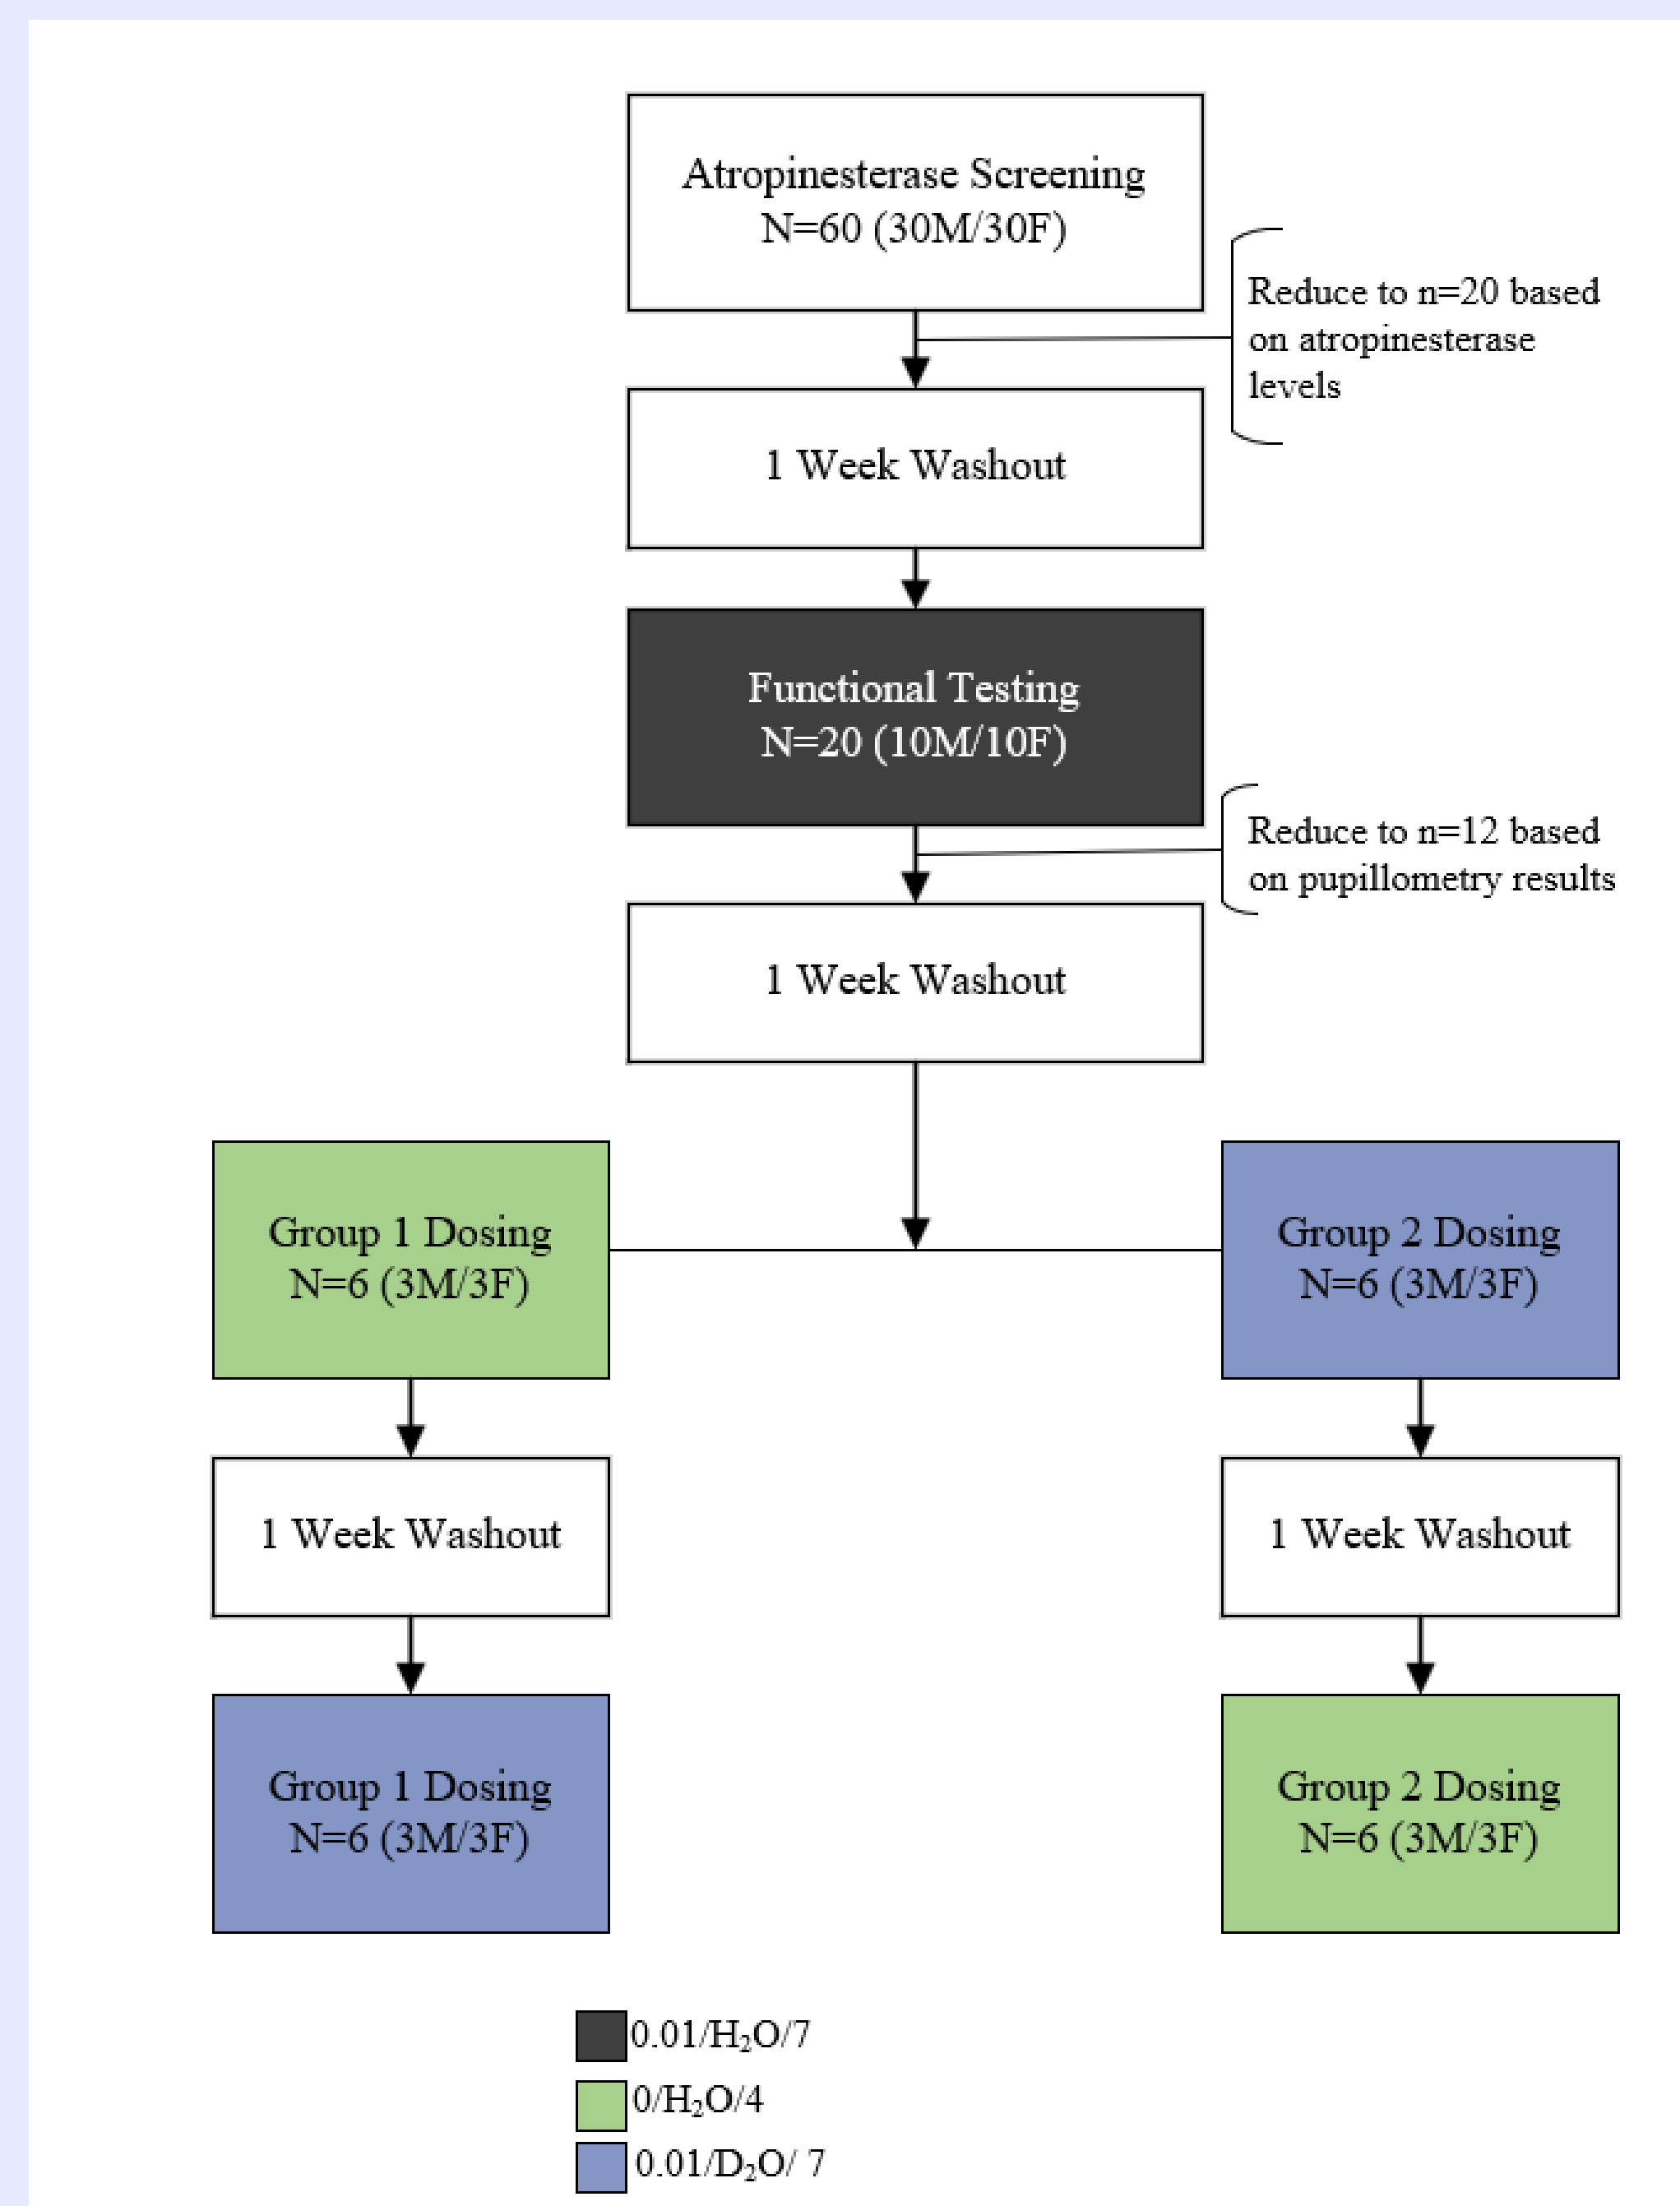 Atropinesterase Screening
N=60 (30M/30F)
Reduce to n=20 based
on atropinesterase
levels
1 Week Washout
Functional Testing
N=20 (10M/10F)
Reduce to n=12 based
on pupillometry results
1 Week Washout
Group 1 Dosing
N=6 (3M/3F)
Group 2 Dosing
N=6 (3M/3F)
1 Week Washout
1 Week Washout
Group 1 Dosing
N=6 (3M/3F)
Group 2 Dosing
N=6 (3M/3F)
0.01/H₂O/7
0/H₂O/4
0.01/D₂O/ 7